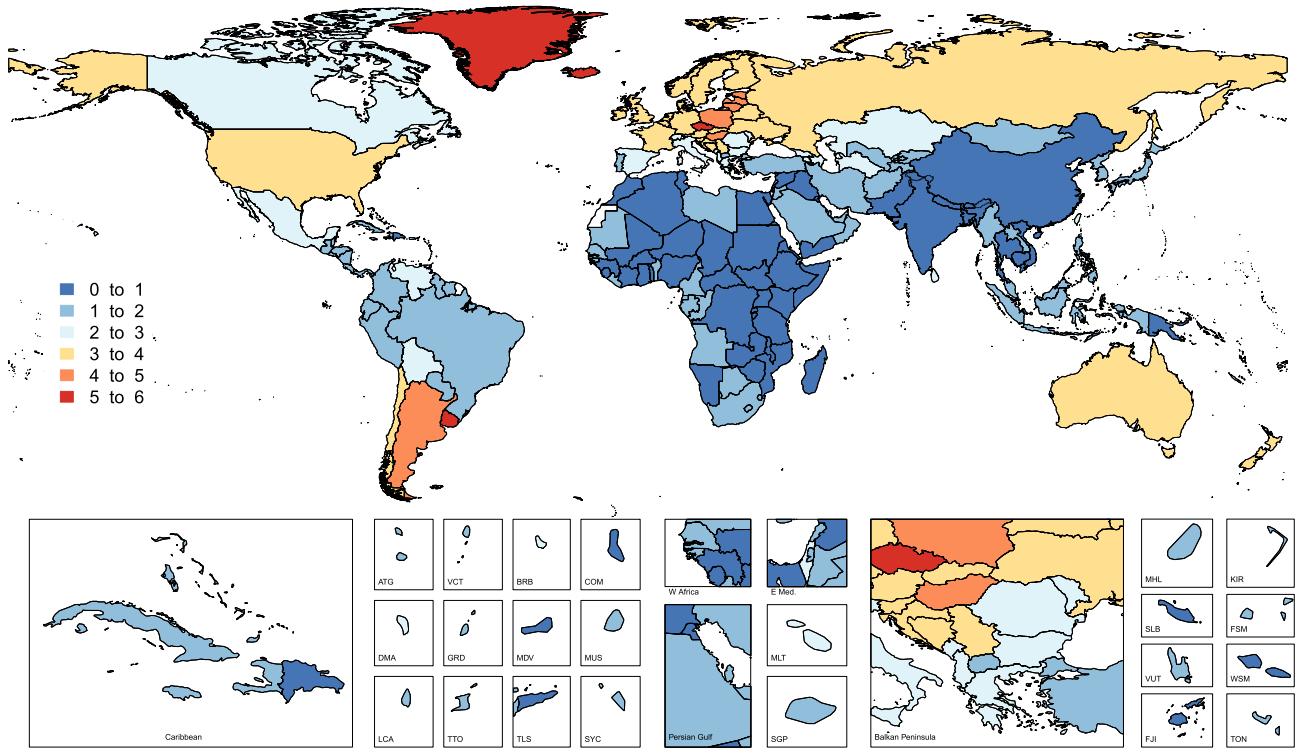 0 to 1
1 to 2
2 to 3
3 to 4
4 to 5
5 to 6
Caribbean
ATG
VCT
BRB
COM
DMA
GRD
MDV
MUS
LCA
TTO
TLS
SYC
W Africa
E Med.
Persian Gulf
MLT
SGP
Balkan Peninsula
MHL
KIR
SLB
FSM
VUT
WSM
FJI
TON